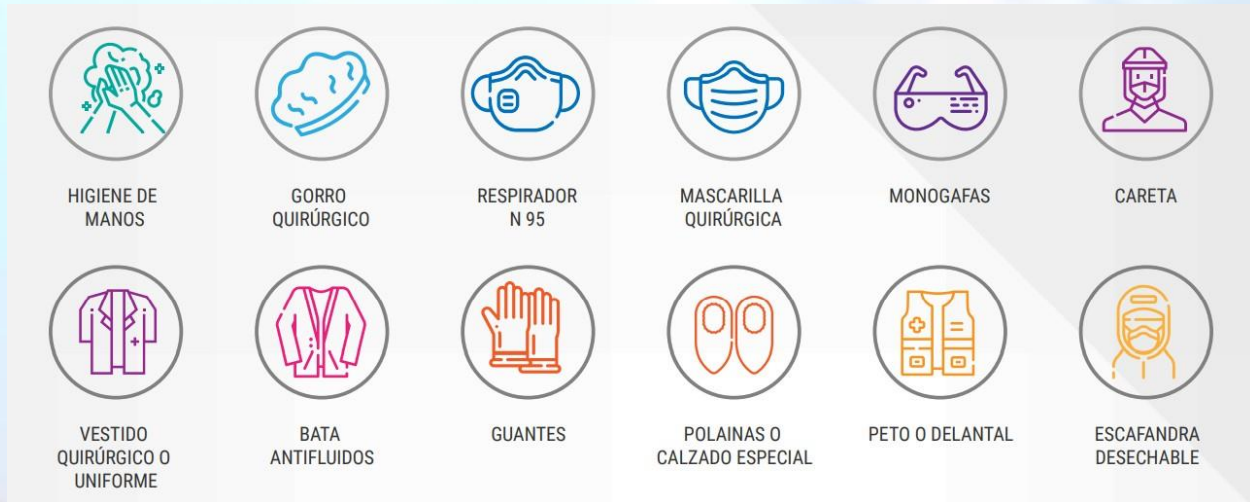 HIGIENE DE
MANOS
GORRO
QUIRÚRGICO
RESPIRADOR
N 95
MASCARILLA
QUIRÚRGICA
MONOGAFAS
CARETA
VESTIDO
QUIRÚRGICO O
UNIFORME
BATA
ANTIFLUIDOS
GUANTES
POLAINAS O
CALZADO ESPECIAL
PETO O DELANTAL
ESCAFANDRA
DESECHABLE